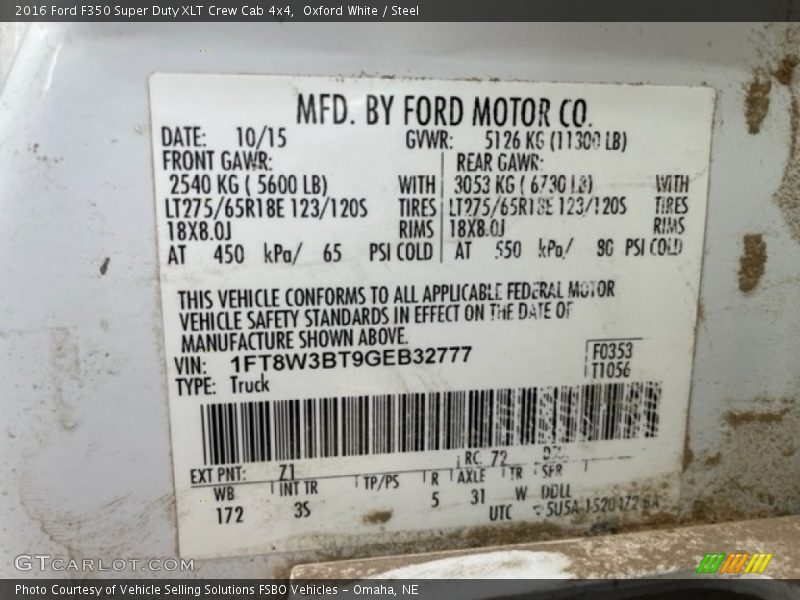 2016 Ford F350 Super Duty XLT Crew Cab 4x4, Oxford White / Steel
MFD. BY FORD MOTOR CO.
DATE: 10/15 GVWR: 5126 KG (11300 LB)
FRONT GAWR: REAR GAWR:
2540 KG ( 5600 LB) WITH 3053 KG ( 6730 LB) WITH
LT275/65R18E 123/120S TIRES LT275/65R18E 123/120S TIRES
18X8.0J RIMS 18X8.0J RIMS
AT 450 kPa/ 65 PSI COLD AT 550 kPa/ 80 PSI COLD
THIS VEHICLE CONFORMS TO ALL APPLICABLE FEDERAL MOTOR
VEHICLE SAFETY STANDARDS IN EFFECT ON THE DATE OF
MANUFACTURE SHOWN ABOVE.
VIN: 1FT8W3BT9GEB32777 F0353
TYPE: Truck T1056
RC: 72
EXT PNT: Z1
WB INT TR TP/PS R AXLE TR SPR
172 3S 5 31 W DDLL
UTC
GTCARLOT.COM
Photo Courtesy of Vehicle Selling Solutions FSBO Vehicles - Omaha, NE